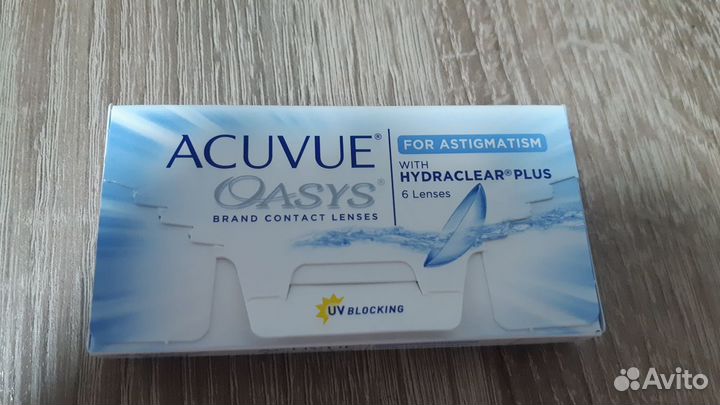 ACUVUE®
OASYS®
BRAND CONTACT LENSES
FOR ASTIGMATISM
WITH
HYDRACLEAR® PLUS
6 Lenses
UV BLOCKING
Avito